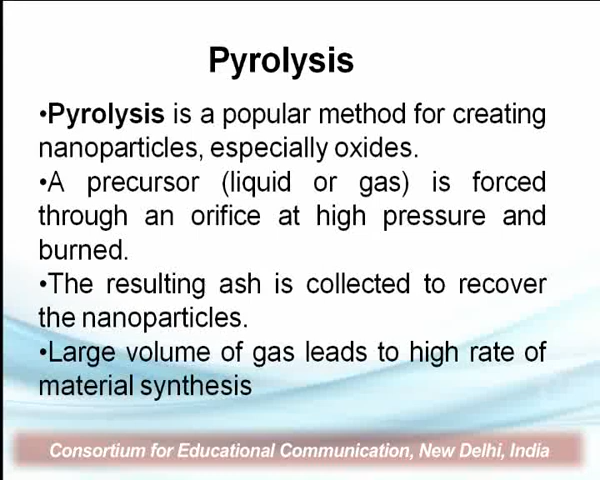 Pyrolysis
•Pyrolysis is a popular method for creating
nanoparticles, especially oxides.
•A precursor (liquid or gas) is forced
through an orifice at high pressure and
burned.
•The resulting ash is collected to recover
the nanoparticles.
•Large volume of gas leads to high rate of
material synthesis
Consortium for Educational Communication, New Delhi, India